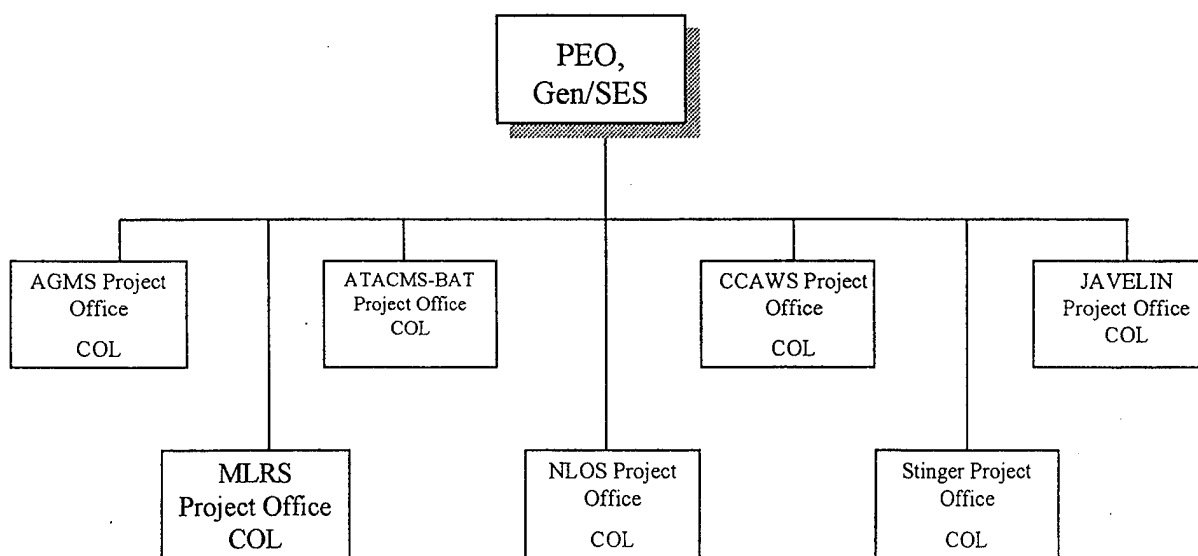 PEO,
Gen/SES
AGMS Project
Office
COL
ATACMS-BAT
Project Office
COL
CCAWS Project
Office
COL
JAVELIN
Project Office
COL
MLRS
Project Office
COL
NLOS Project
Office
COL
Stinger Project
Office
COL